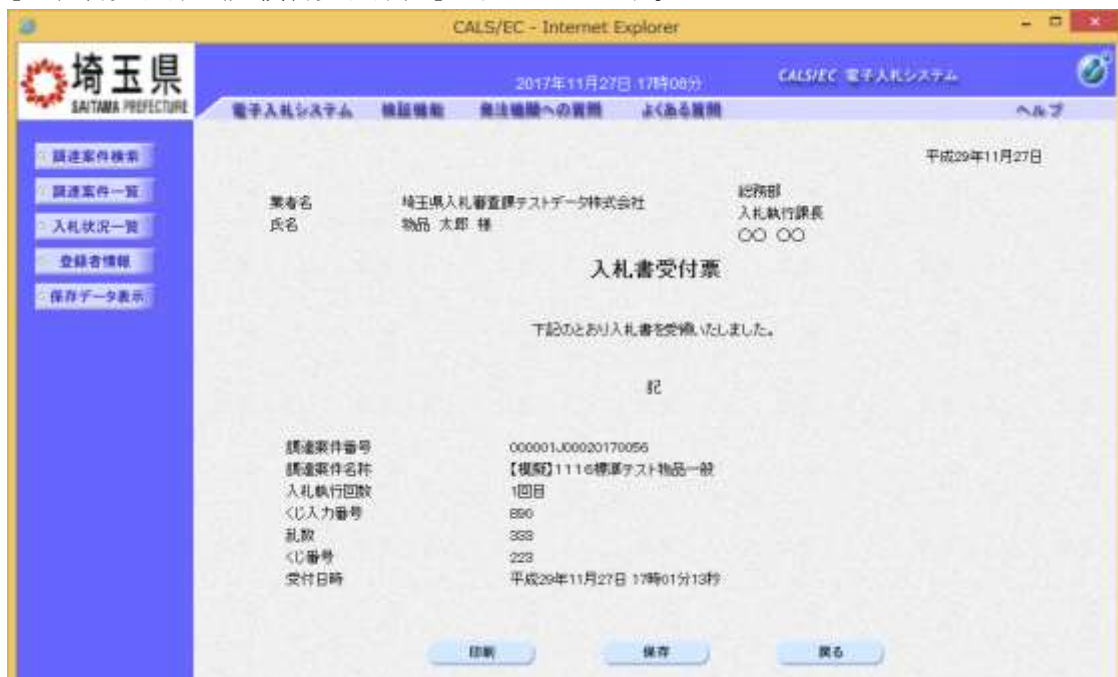 CALS/EC - Internet Explorer
埼玉県
SAITAMA PREFECTURE
2017年11月27日 17時06分
CALS/EC 電子入札システム
電子入札システム 検証機能 発注機関への質問 よくある質問 ヘルプ
調達案件検索
調達案件一覧
入札状況一覧
登録者情報
保存データ表示
平成29年11月27日
業者名 埼玉県入札審査課テストデータ株式会社
氏名 物品 太郎 様
総務部
入札執行課長
〇〇 〇〇
入札書受付票
下記のとおり入札書を受領いたしました。
記
調達案件番号 000001J00020170056
調達案件名称 【模擬】1116標準テスト物品一般
入札執行回数 1回目
くじ入力番号 890
乱数 333
くじ番号 223
受付日時 平成29年11月27日 17時01分13秒
印刷 保存 戻る